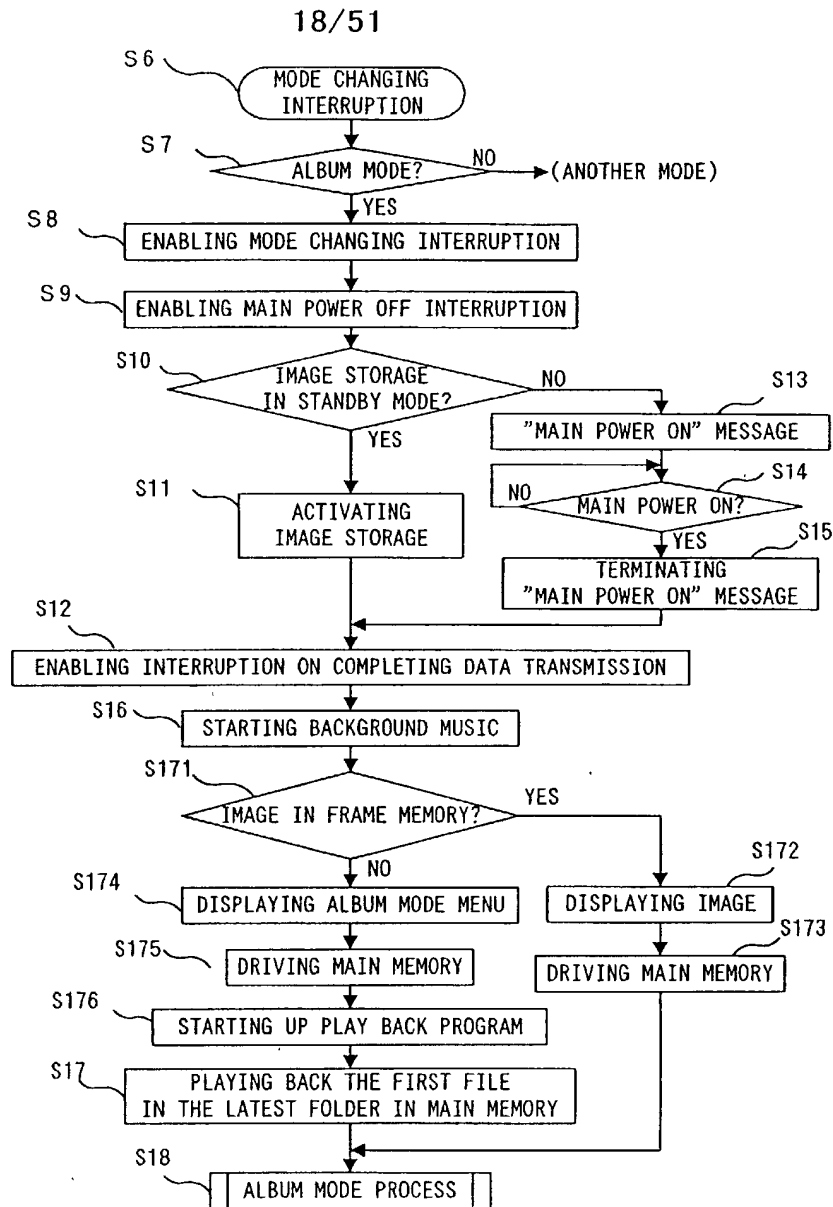 18/51
S6
MODE CHANGING
INTERRUPTION
S7
ALBUM MODE?
NO
(ANOTHER MODE)
YES
S8
ENABLING MODE CHANGING INTERRUPTION
S9
ENABLING MAIN POWER OFF INTERRUPTION
S10
IMAGE STORAGE
IN STANDBY MODE?
NO
YES
S13
"MAIN POWER ON" MESSAGE
S14
NO
MAIN POWER ON?
YES
S15
TERMINATING
"MAIN POWER ON" MESSAGE
S11
ACTIVATING
IMAGE STORAGE
S12
ENABLING INTERRUPTION ON COMPLETING DATA TRANSMISSION
S16
STARTING BACKGROUND MUSIC
S171
IMAGE IN FRAME MEMORY?
YES
NO
S172
DISPLAYING IMAGE
S173
DRIVING MAIN MEMORY
S174
DISPLAYING ALBUM MODE MENU
S175
DRIVING MAIN MEMORY
S176
STARTING UP PLAY BACK PROGRAM
S17
PLAYING BACK THE FIRST FILE
IN THE LATEST FOLDER IN MAIN MEMORY
S18
ALBUM MODE PROCESS